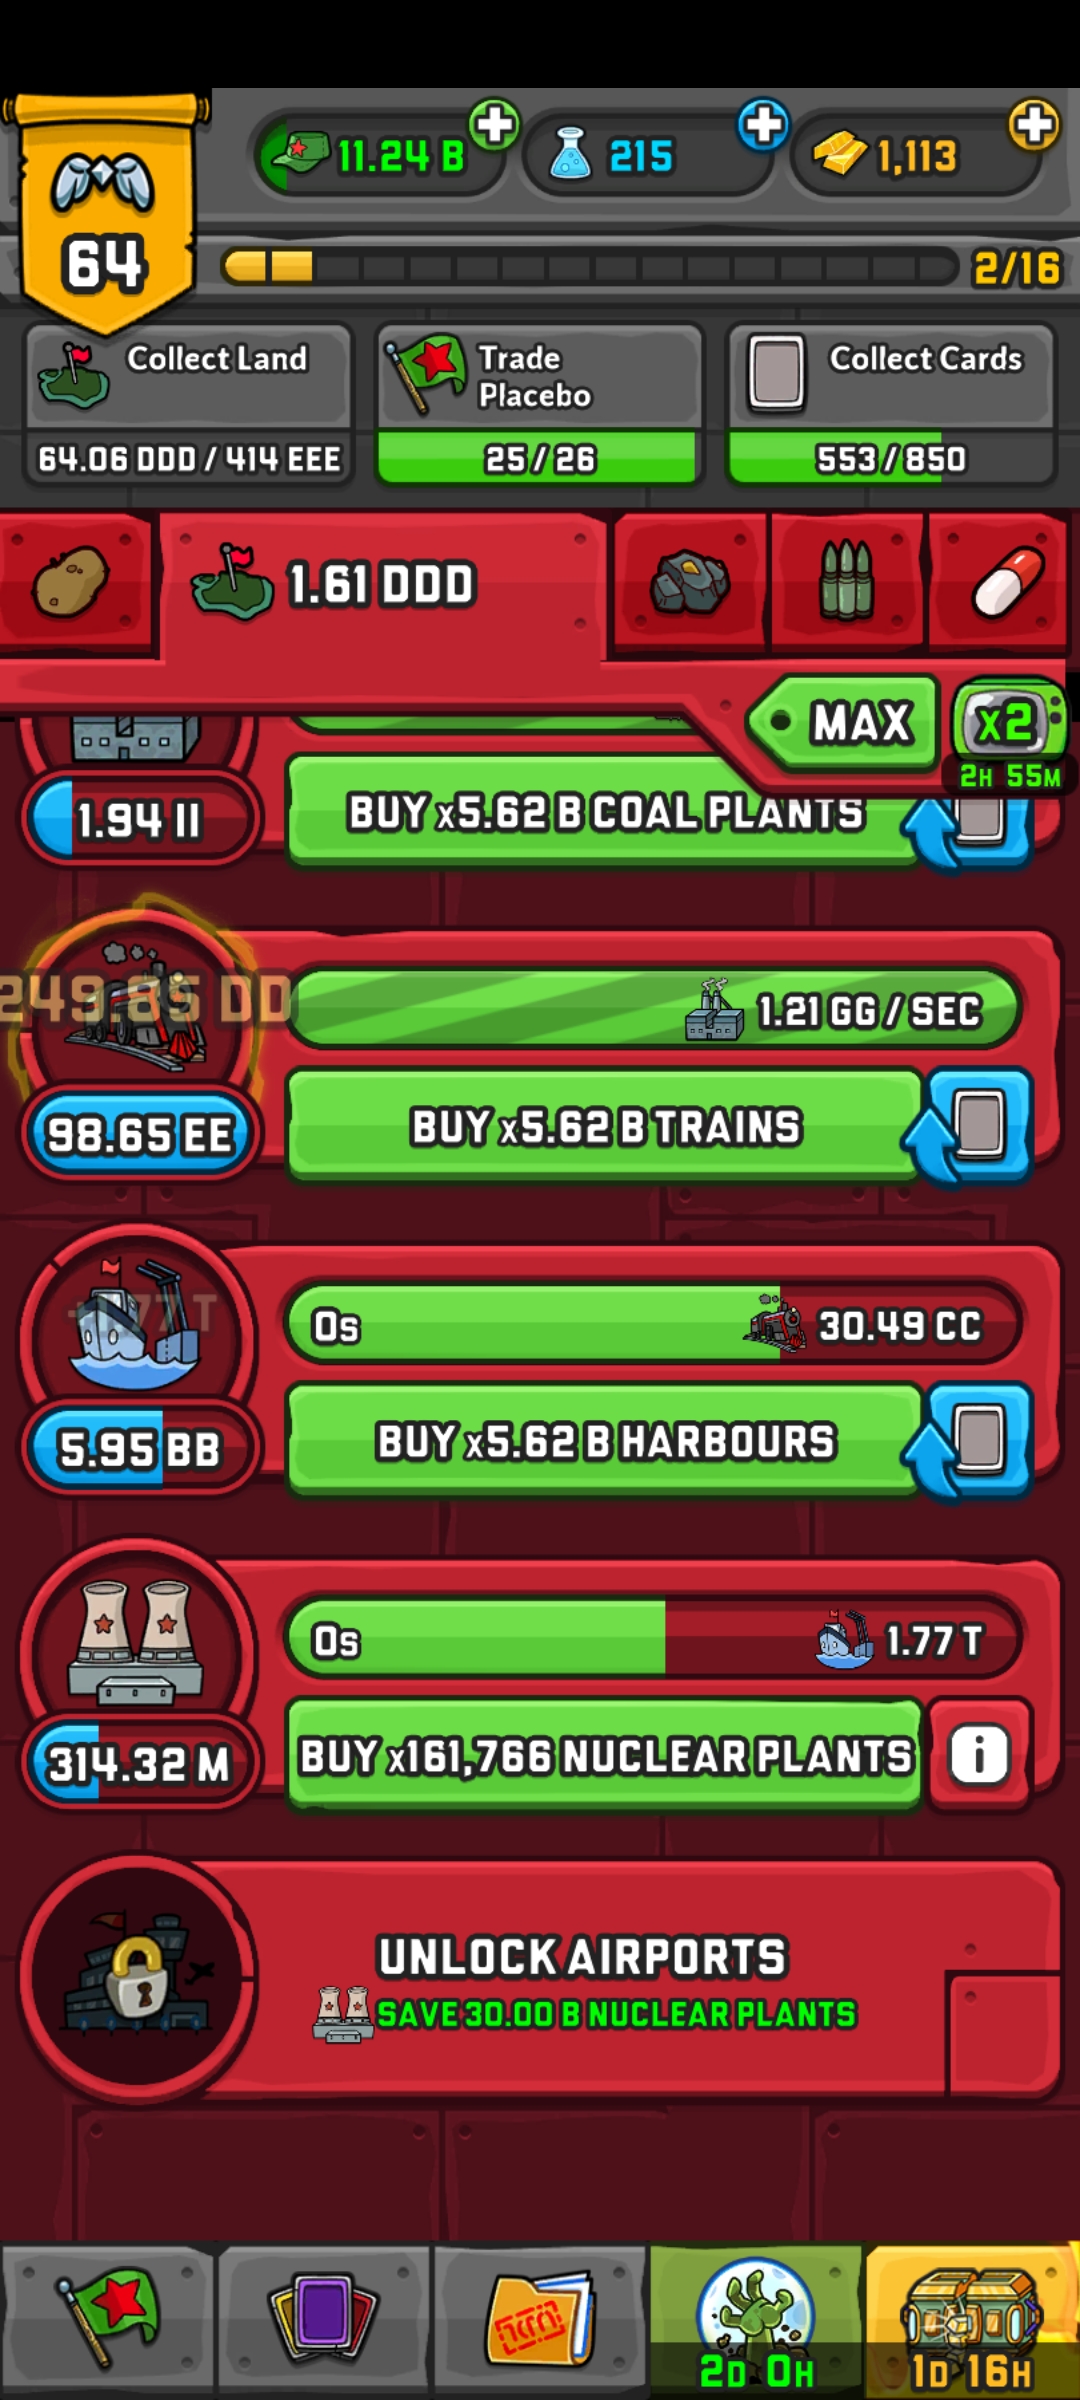 11.24 B
215
1,113
64
2/16
Collect Land
64.06 DDD / 414 EEE
Trade
Placebo
25 / 26
Collect Cards
553 / 850
1.61 DDD
MAX
x2
2H 55M
1.94 II
BUY x5.62 B COAL PLANTS
249.85 DD
1.21 GG / SEC
98.65 EE
BUY x5.62 B TRAINS
0s
30.49 CC
5.95 BB
BUY x5.62 B HARBOURS
0s
1.77 T
314.32 M
BUY x161,766 NUCLEAR PLANTS
i
UNLOCK AIRPORTS
SAVE 30.00 B NUCLEAR PLANTS
2D 0H
1D 16H